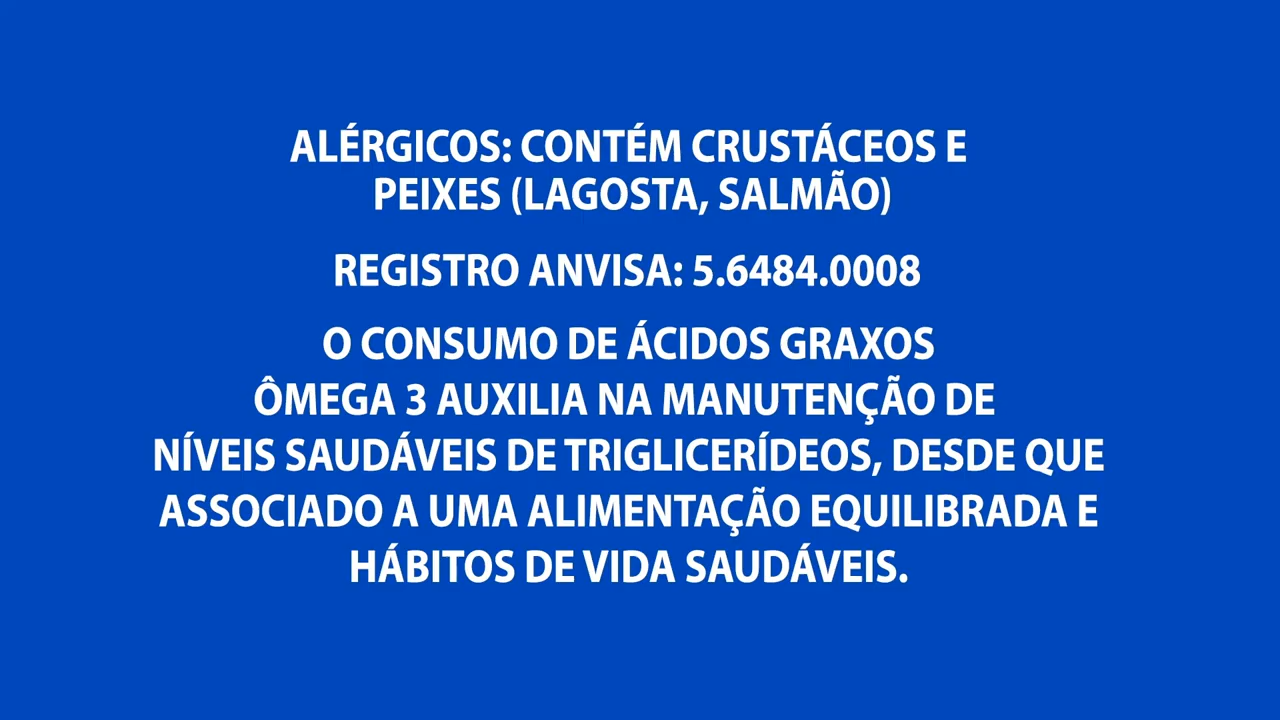 ALÉRGICOS: CONTÉM CRUSTÁCEOS E
PEIXES (LAGOSTA, SALMÃO)
REGISTRO ANVISA: 5.6484.0008
O CONSUMO DE ÁCIDOS GRAXOS
ÔMEGA 3 AUXILIA NA MANUTENÇÃO DE
NÍVEIS SAUDÁVEIS DE TRIGLICERÍDEOS, DESDE QUE
ASSOCIADO A UMA ALIMENTAÇÃO EQUILIBRADA E
HÁBITOS DE VIDA SAUDÁVEIS.